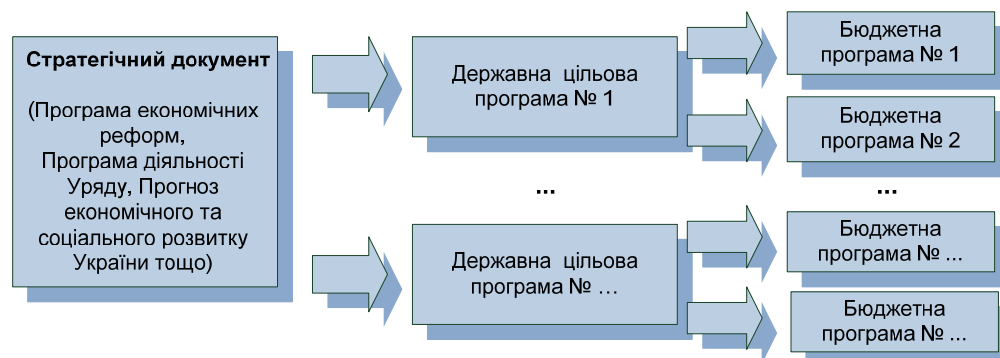 Стратегічний документ
(Програма економічних
реформ,
Програма діяльності
Уряду, Прогноз
економічного та
соціального розвитку
України тощо)
Державна цільова
програма № 1
...
Державна цільова
програма № ...
Бюджетна
програма № 1
Бюджетна
програма № 2
...
Бюджетна
програма № ...
Бюджетна
програма № ...